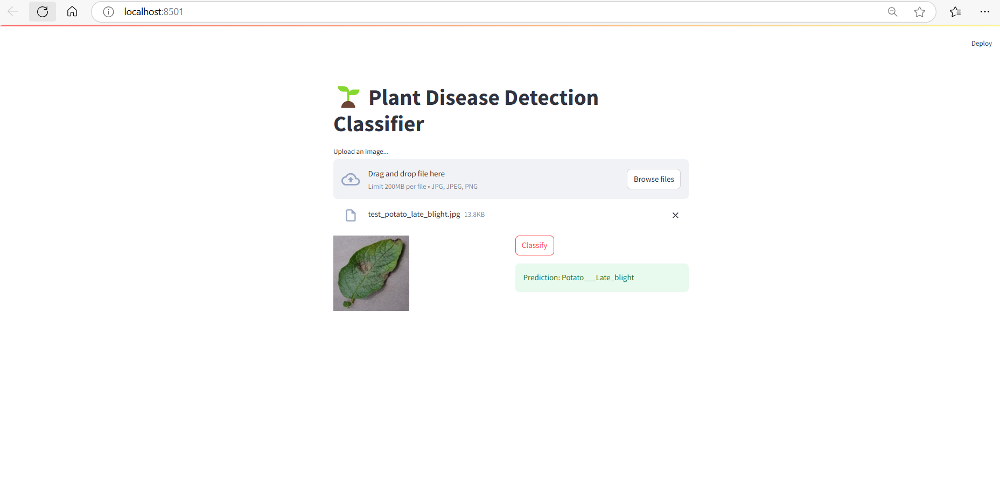 localhost:8501
Deploy
Plant Disease Detection
Classifier
Upload an image...
Drag and drop file here
Limit 200MB per file • JPG, JPEG, PNG
Browse files
test_potato_late_blight.jpg 13.8KB
Classify
Prediction: Potato___Late_blight